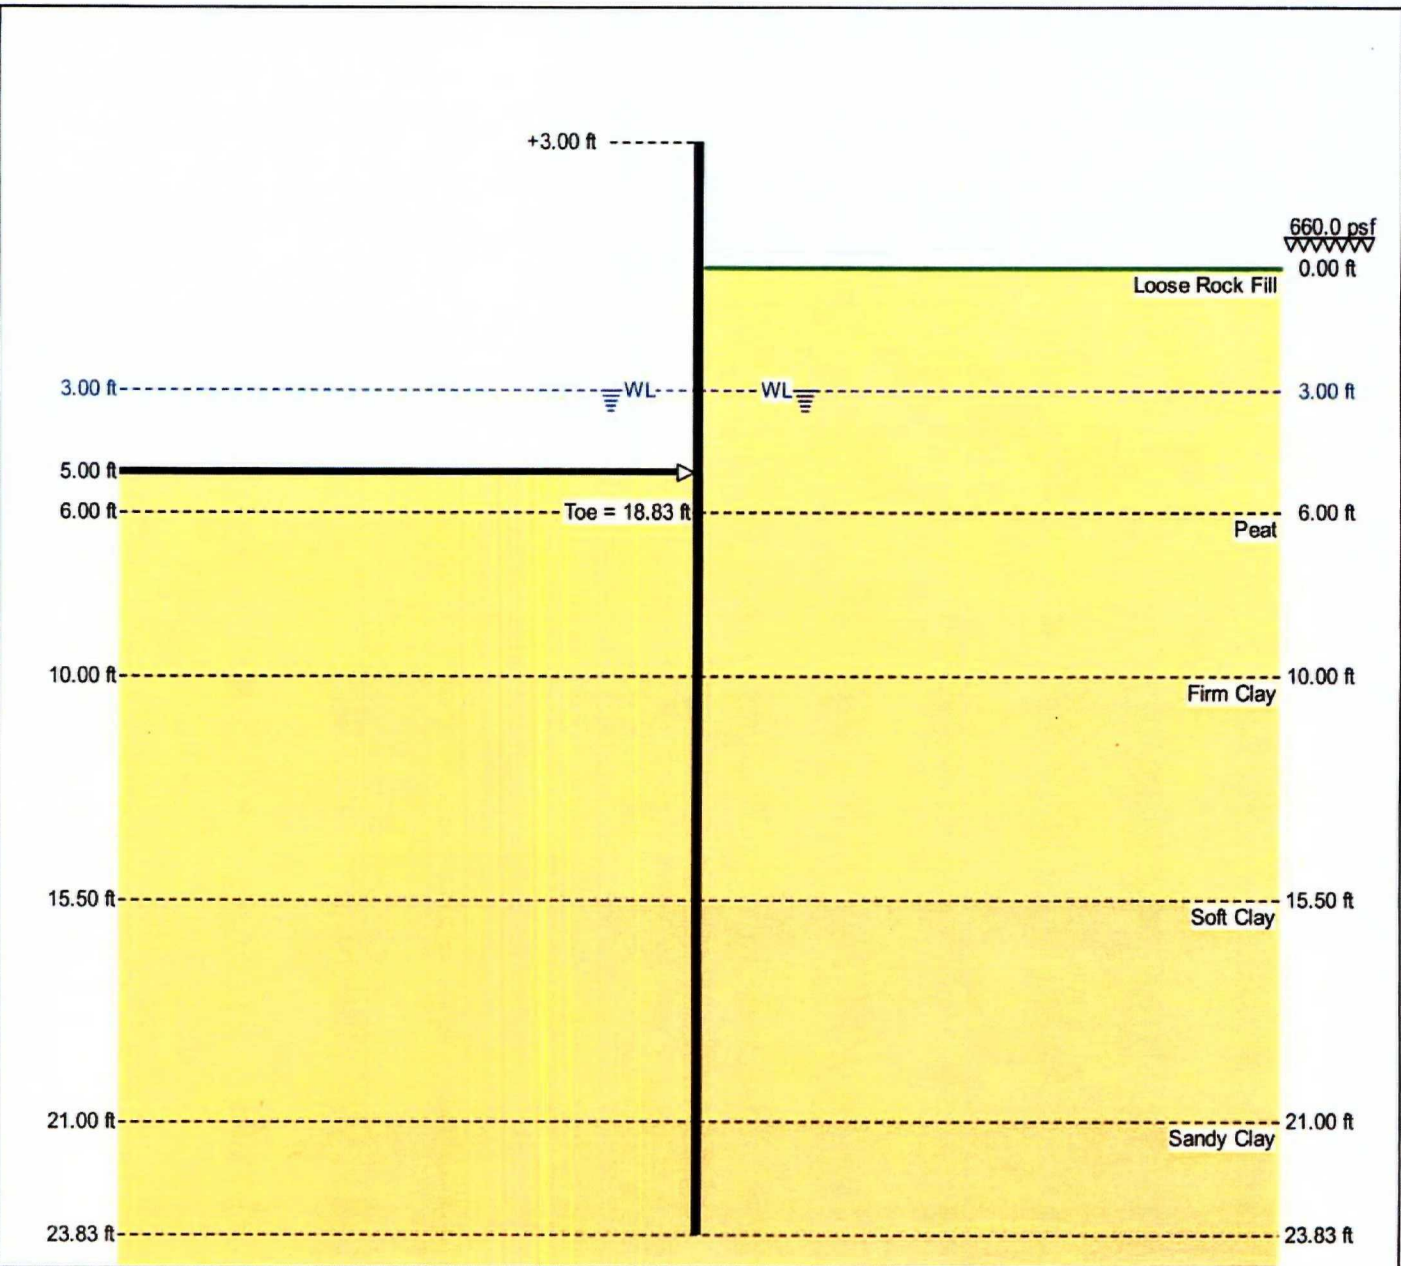 +3.00 ft
660.0 psf
0.00 ft
Loose Rock Fill
3.00 ft WL WL 3.00 ft
5.00 ft
6.00 ft Toe = 18.83 ft 6.00 ft
Peat
10.00 ft 10.00 ft
Firm Clay
15.50 ft 15.50 ft
Soft Clay
21.00 ft 21.00 ft
Sandy Clay
23.83 ft 23.83 ft